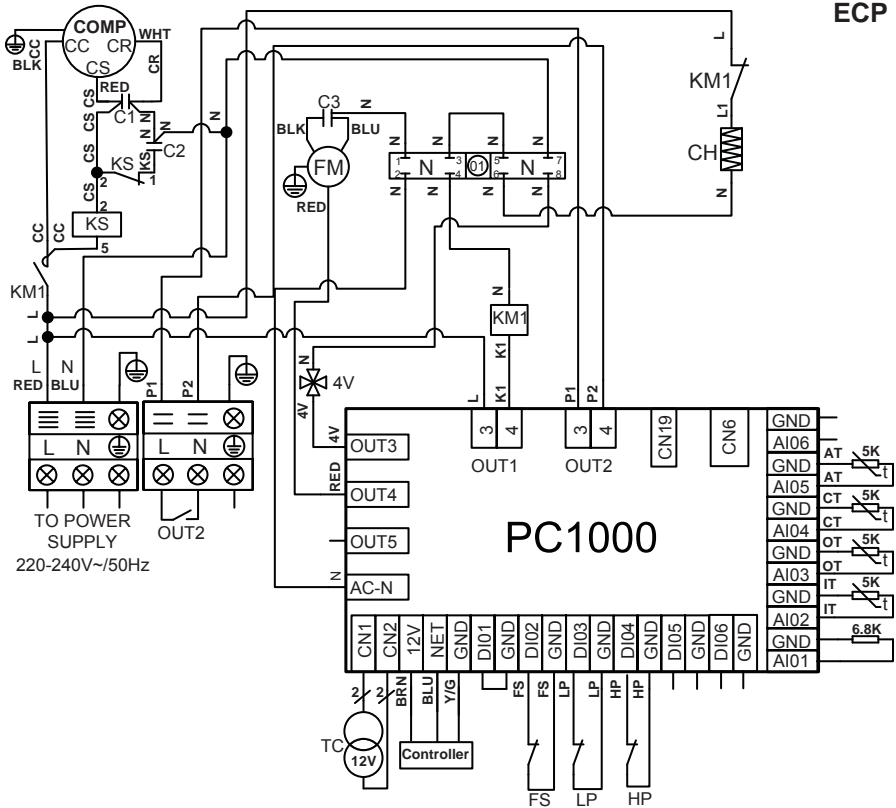 ECP
COMP
CC CR
CS
WHT
CC
BLK
CR
RED
CS
C1
CS
N
N
N
C2
KS
KS
CS
CS
2
1
2
KS
5
CC
CC
KM1
L
L
L N
RED BLU
P1
P2
L N
L N
TO POWER
SUPPLY
220-240V~/50Hz
OUT2
C3
N
BLK
BLU
FM
RED
N
N
N
N
1 3 5 7
N 01 N
2 4 6 8
N
N
N
N
L
KM1
L1
CH
N
N
KM1
K1
N
4V
4V
4V
RED
N
L
K1
P1
P2
3 4
3 4
OUT1
OUT2
CN19
CN6
OUT3
OUT4
OUT5
AC-N
PC1000
GND
AI06
GND
AI05
GND
AI04
GND
AI03
GND
AI02
GND
AI01
AT 5K
AT t
CT 5K
CT t
OT 5K
OT t
IT 5K
IT t
6.8K
CN1
CN2
12V
NET
GND
DI01
GND
DI02
GND
DI03
GND
DI04
GND
DI05
GND
DI06
GND
2
2
BRN
BLU
Y/G
FS
FS
LP
LP
HP
HP
TC
12V
Controller
FS
LP
HP